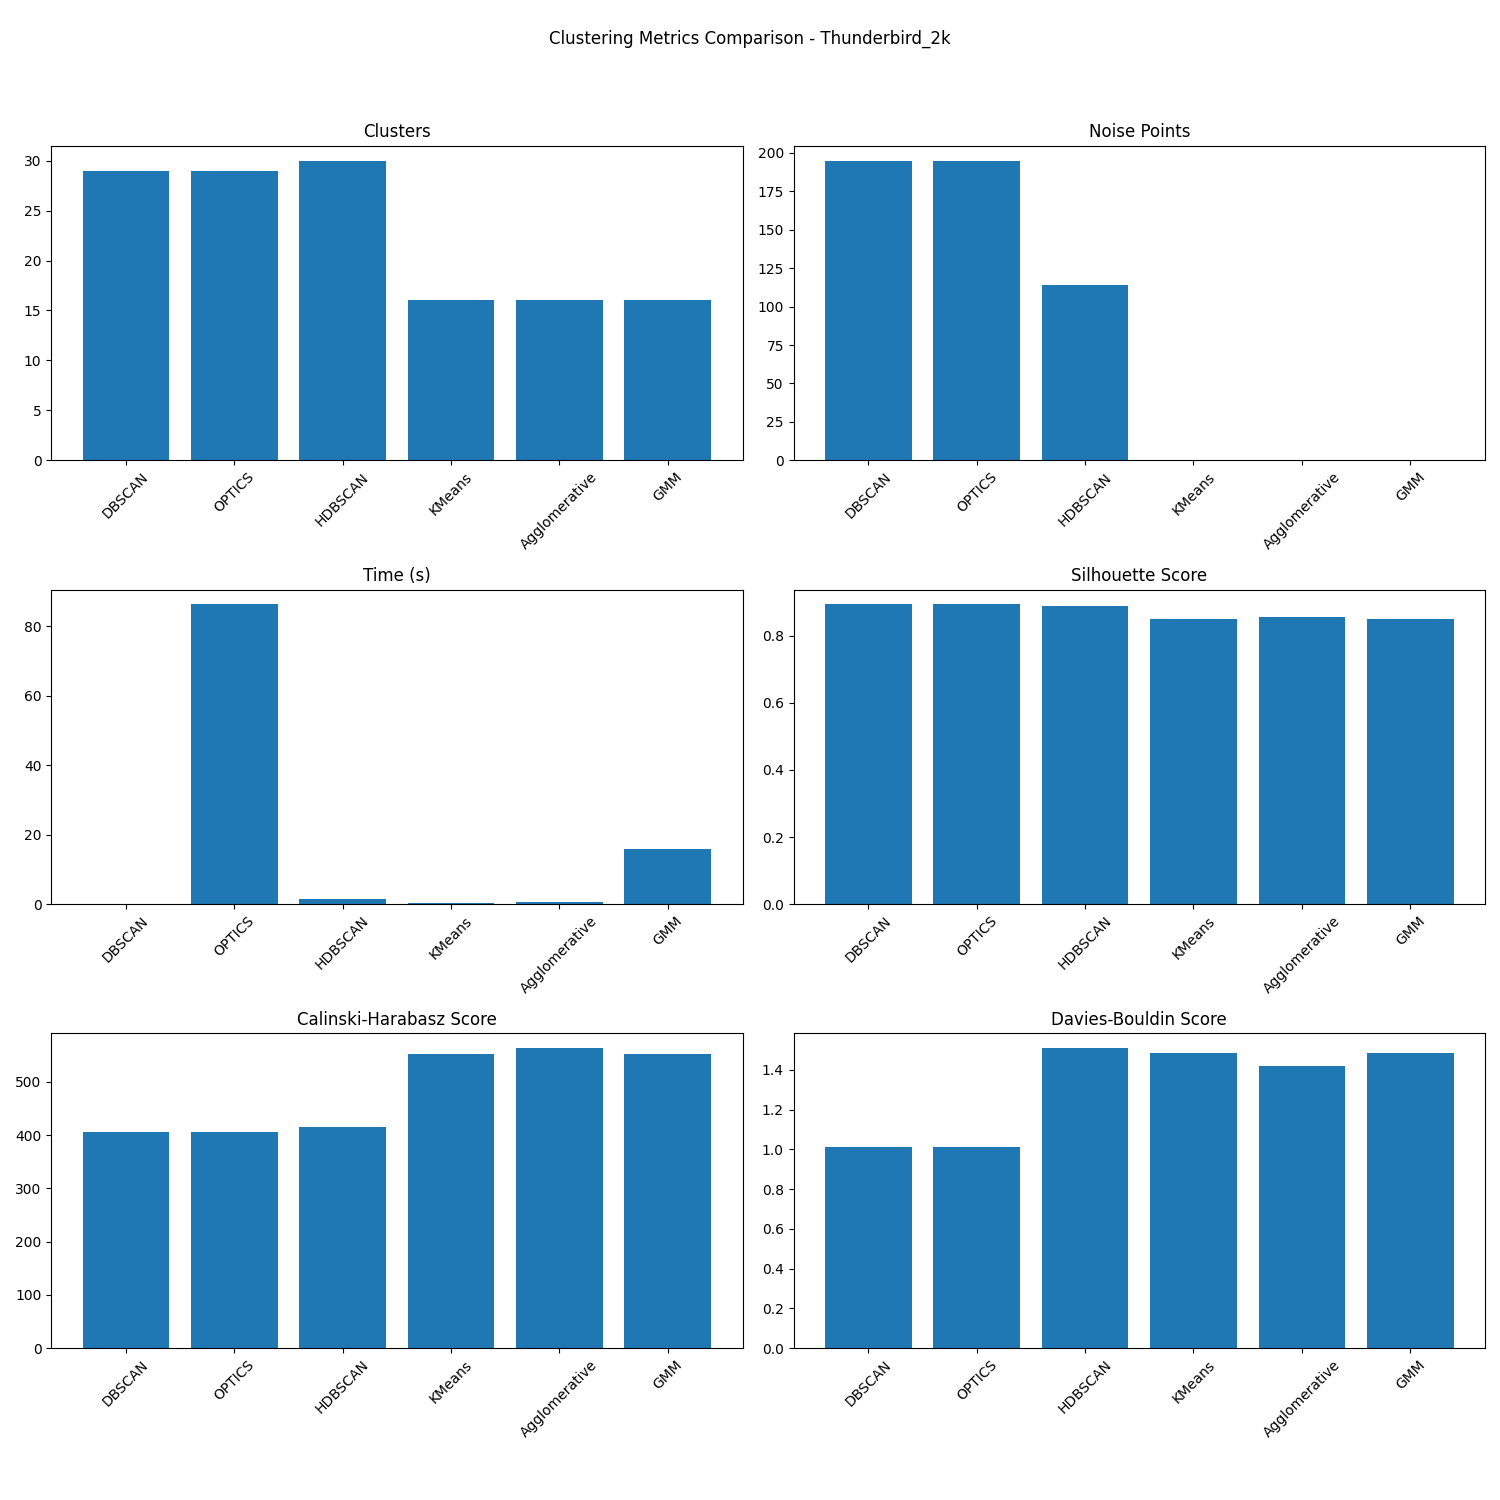 Clustering Metrics Comparison - Thunderbird_2k
Clusters
30
25
20
15
10
5
0
DBSCAN
OPTICS
HDBSCAN
KMeans
Agglomerative
GMM
Noise Points
200
175
150
125
100
75
50
25
0
DBSCAN
OPTICS
HDBSCAN
KMeans
Agglomerative
GMM
Time (s)
80
60
40
20
0
DBSCAN
OPTICS
HDBSCAN
KMeans
Agglomerative
GMM
Silhouette Score
0.8
0.6
0.4
0.2
0.0
DBSCAN
OPTICS
HDBSCAN
KMeans
Agglomerative
GMM
Calinski-Harabasz Score
500
400
300
200
100
0
DBSCAN
OPTICS
HDBSCAN
KMeans
Agglomerative
GMM
Davies-Bouldin Score
1.4
1.2
1.0
0.8
0.6
0.4
0.2
0.0
DBSCAN
OPTICS
HDBSCAN
KMeans
Agglomerative
GMM